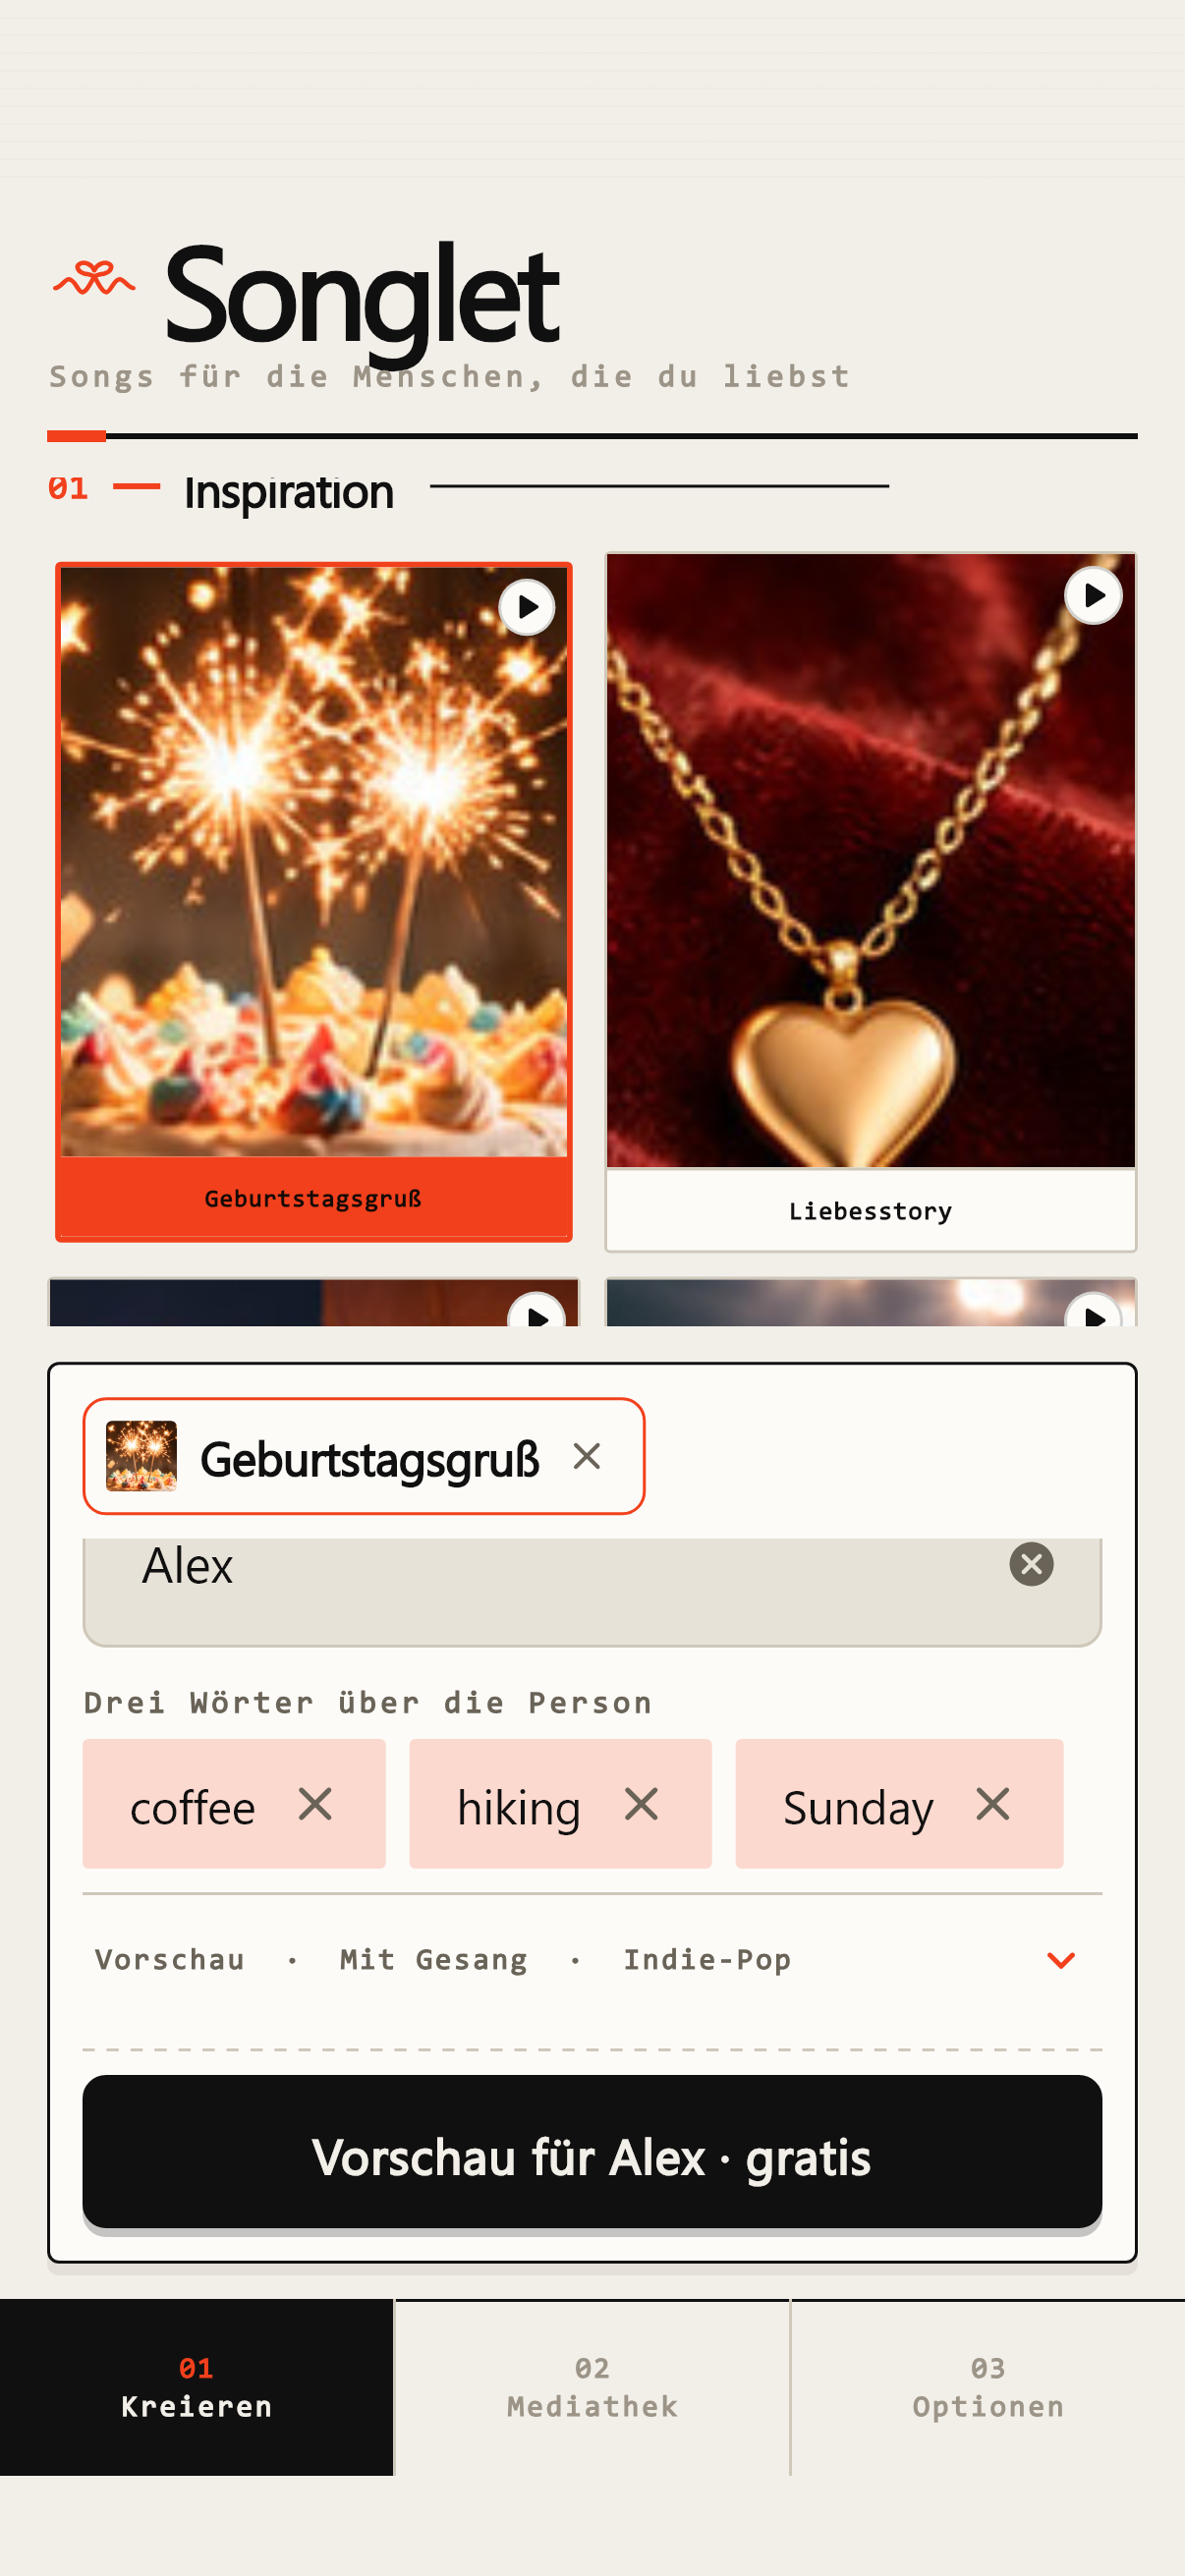 Songlet
Songs für die Menschen, die du liebst
01 Inspiration
Geburtstagsgruß
Liebesstory
Geburtstagsgruß
Alex
Drei Wörter über die Person
coffee hiking Sunday
Vorschau · Mit Gesang · Indie-Pop
Vorschau für Alex · gratis
01 02 03
Kreieren Mediathek Optionen